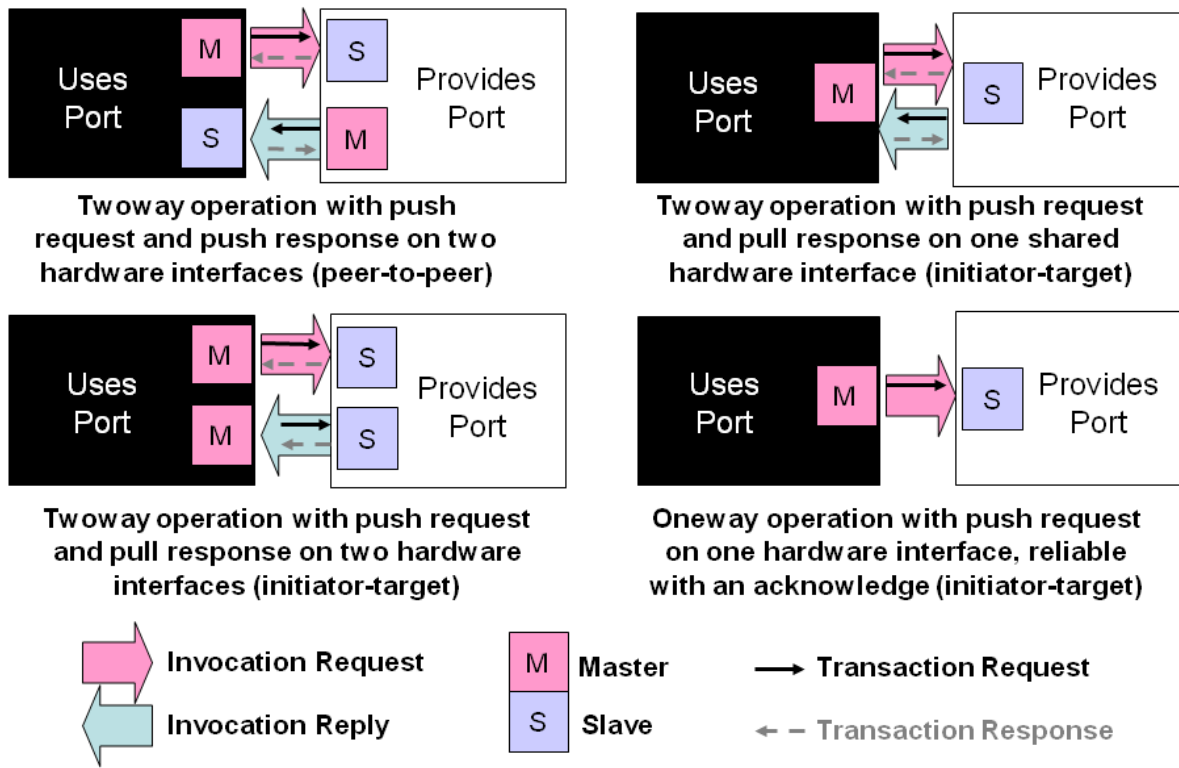 Uses
Port
M
S
S
M
Provides
Port
Twoway operation with push
request and push response on two
hardware interfaces (peer-to-peer)
Uses
Port
M
S
Provides
Port
Twoway operation with push request
and pull response on one shared
hardware interface (initiator-target)
Uses
Port
M
M
S
S
Provides
Port
Twoway operation with push request
and pull response on two hardware
interfaces (initiator-target)
Uses
Port
M
S
Provides
Port
Oneway operation with push request
on one hardware interface, reliable
with an acknowledge (initiator-target)
Invocation Request
Invocation Reply
M Master
S Slave
Transaction Request
Transaction Response